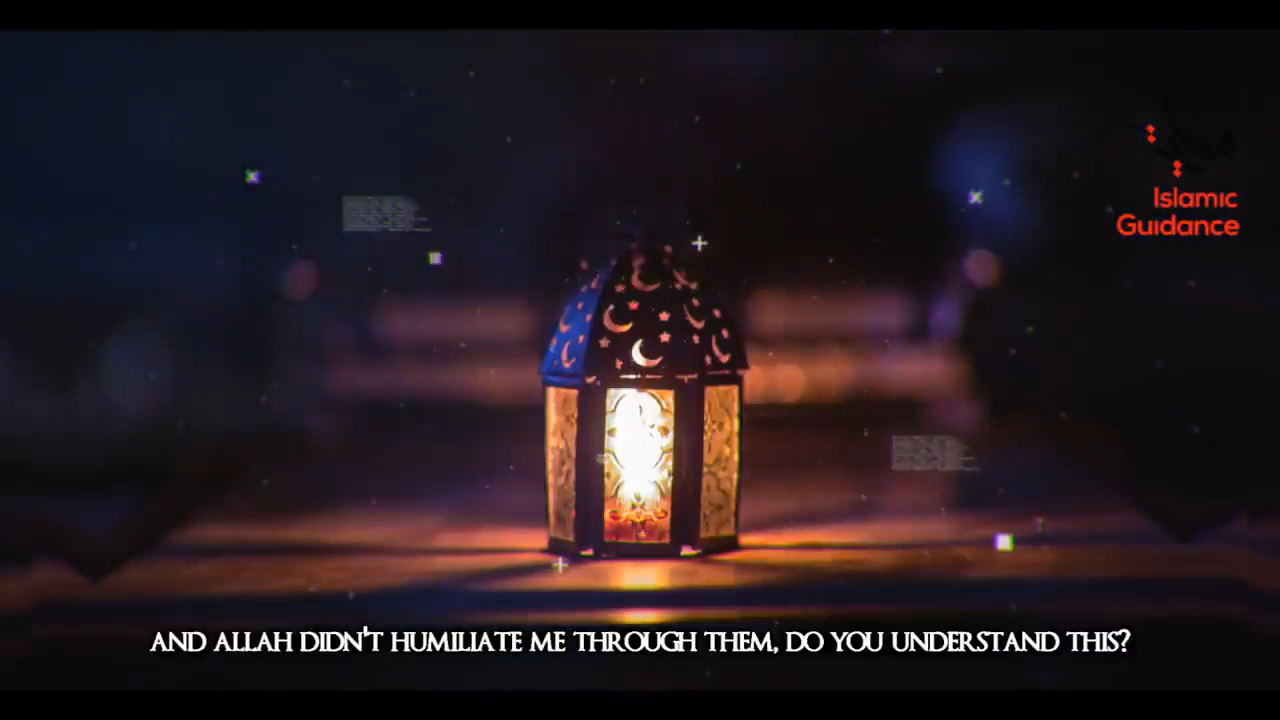 Islamic
Guidance
AND ALLAH DIDN'T HUMILIATE ME THROUGH THEM, DO YOU UNDERSTAND THIS?